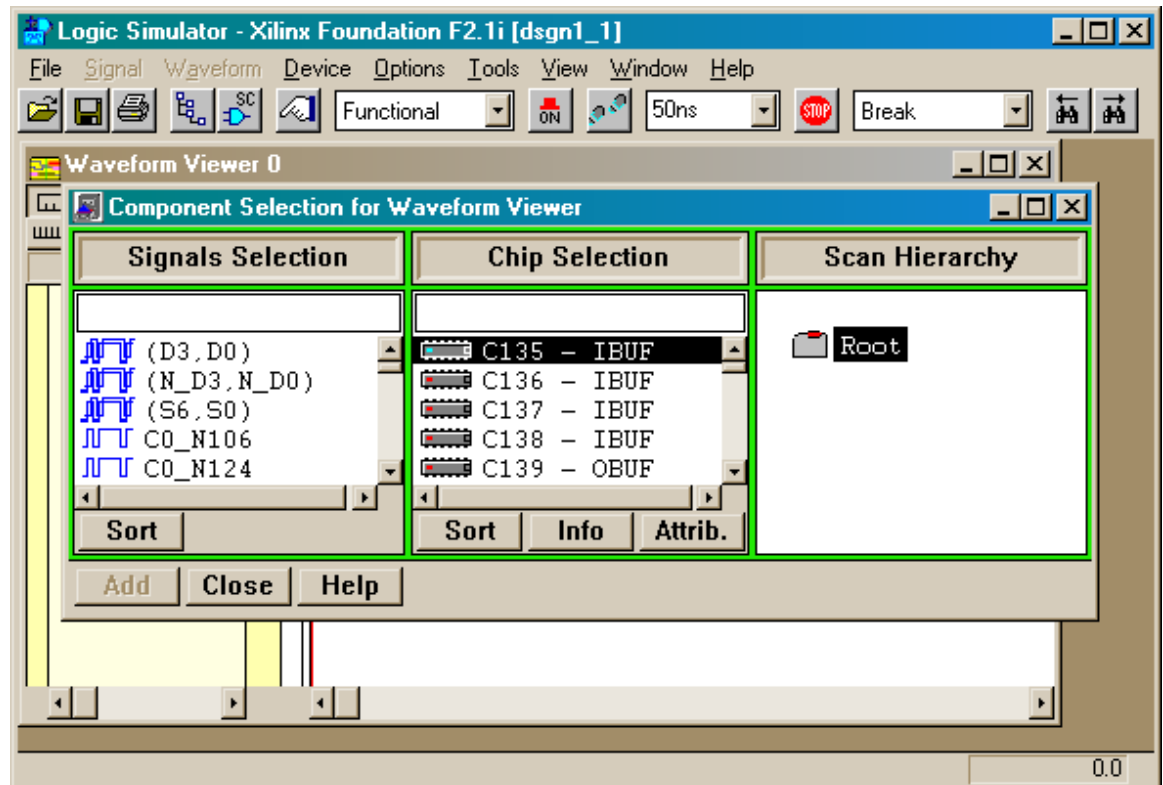 Logic Simulator - Xilinx Foundation F2.1i [dsgn1_1]
File Signal Waveform Device Options Tools View Window Help
SC Functional ON 50ns STOP Break
Waveform Viewer 0
Component Selection for Waveform Viewer
Signals Selection Chip Selection Scan Hierarchy
(D3,D0) C135 – IBUF Root
(N_D3,N_D0) C136 – IBUF
(S6,S0) C137 – IBUF
C0_N106 C138 – IBUF
C0_N124 C139 – OBUF
Sort Sort Info Attrib.
Add Close Help
0.0